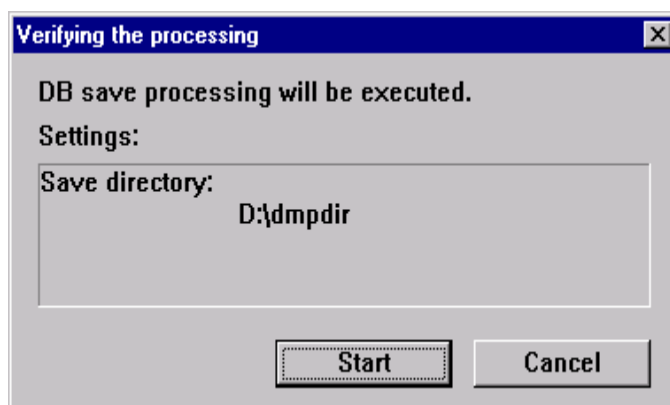 Verifying the processing
DB save processing will be executed.
Settings:
Save directory:
D:\dmpdir
Start
Cancel